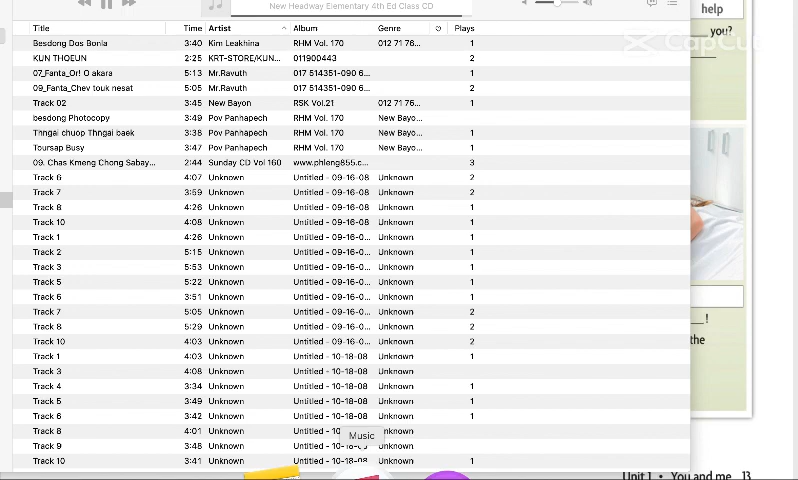 New Headway Elementary 4th Ed Class CD
help
you?
CapCut
Title Time Artist Album Genre Plays
Besdong Dos Bonla 3:40 Kim Leakhina RHM Vol. 170 012 71 76... 1
KUN THOEUN 2:25 KRT-STORE/KUN... 011900443 2
07_Fanta_Or! O akara 5:13 Mr.Ravuth 017 514351-090 6... 1
09_Fanta_Chev touk nesat 5:05 Mr.Ravuth 017 514351-090 6... 2
Track 02 3:45 New Bayon RSK Vol.21 012 76... 1
besdong Photocopy 3:49 Pov Panhapech RHM Vol. 170 New Bayo...
Thngai chuop Thngai baek 3:38 Pov Panhapech RHM Vol. 170 New Bayo... 1
Toursap Busy 3:47 Pov Panhapech RHM Vol. 170 New Bayo... 1
09. Chas Kmeng Chong Sabay... 2:44 Sunday CD Vol 160 www.phleng855.c... 3
Track 6 4:07 Unknown Untitled - 09-16-08 Unknown 2
Track 7 3:59 Unknown Untitled - 09-16-08 Unknown 2
Track 8 4:26 Unknown Untitled - 09-16-08 Unknown 1
Track 10 4:08 Unknown Untitled - 09-16-08 Unknown 1
Track 1 4:26 Unknown Untitled - 09-16-0... Unknown 1
Track 2 5:15 Unknown Untitled - 09-16-0... Unknown 1
Track 3 5:53 Unknown Untitled - 09-16-0... Unknown 1
Track 5 5:22 Unknown Untitled - 09-16-0... Unknown 1
Track 6 3:51 Unknown Untitled - 09-16-0... Unknown 1
Track 7 5:05 Unknown Untitled - 09-16-0... Unknown 2
Track 8 5:29 Unknown Untitled - 09-16-0... Unknown 2
Track 10 4:03 Unknown Untitled - 09-16-0... Unknown 2
Track 1 4:03 Unknown Untitled - 10-18-08 Unknown 1
Track 3 4:08 Unknown Untitled - 10-18-08 Unknown
Track 4 3:34 Unknown Untitled - 10-18-08 Unknown 1
Track 5 3:49 Unknown Untitled - 10-18-08 Unknown 1
Track 6 3:42 Unknown Untitled - 10-18-08 Unknown 1
Track 8 4:01 Unknown Untitled - 10
Music
Track 9 3:48 Unknown Untitled - 10-18-08 Unknown
Track 10 3:41 Unknown Untitled - 10-18-08 Unknown 1
!
the
Unit 1 • You and me 13